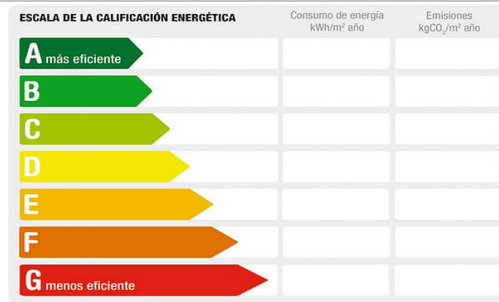 ESCALA DE LA CALIFICACIÓN ENERGÉTICA
Consumo de energía
kWh/m² año
Emisiones
kgCO₂/m² año
A más eficiente
B
C
D
E
F
G menos eficiente